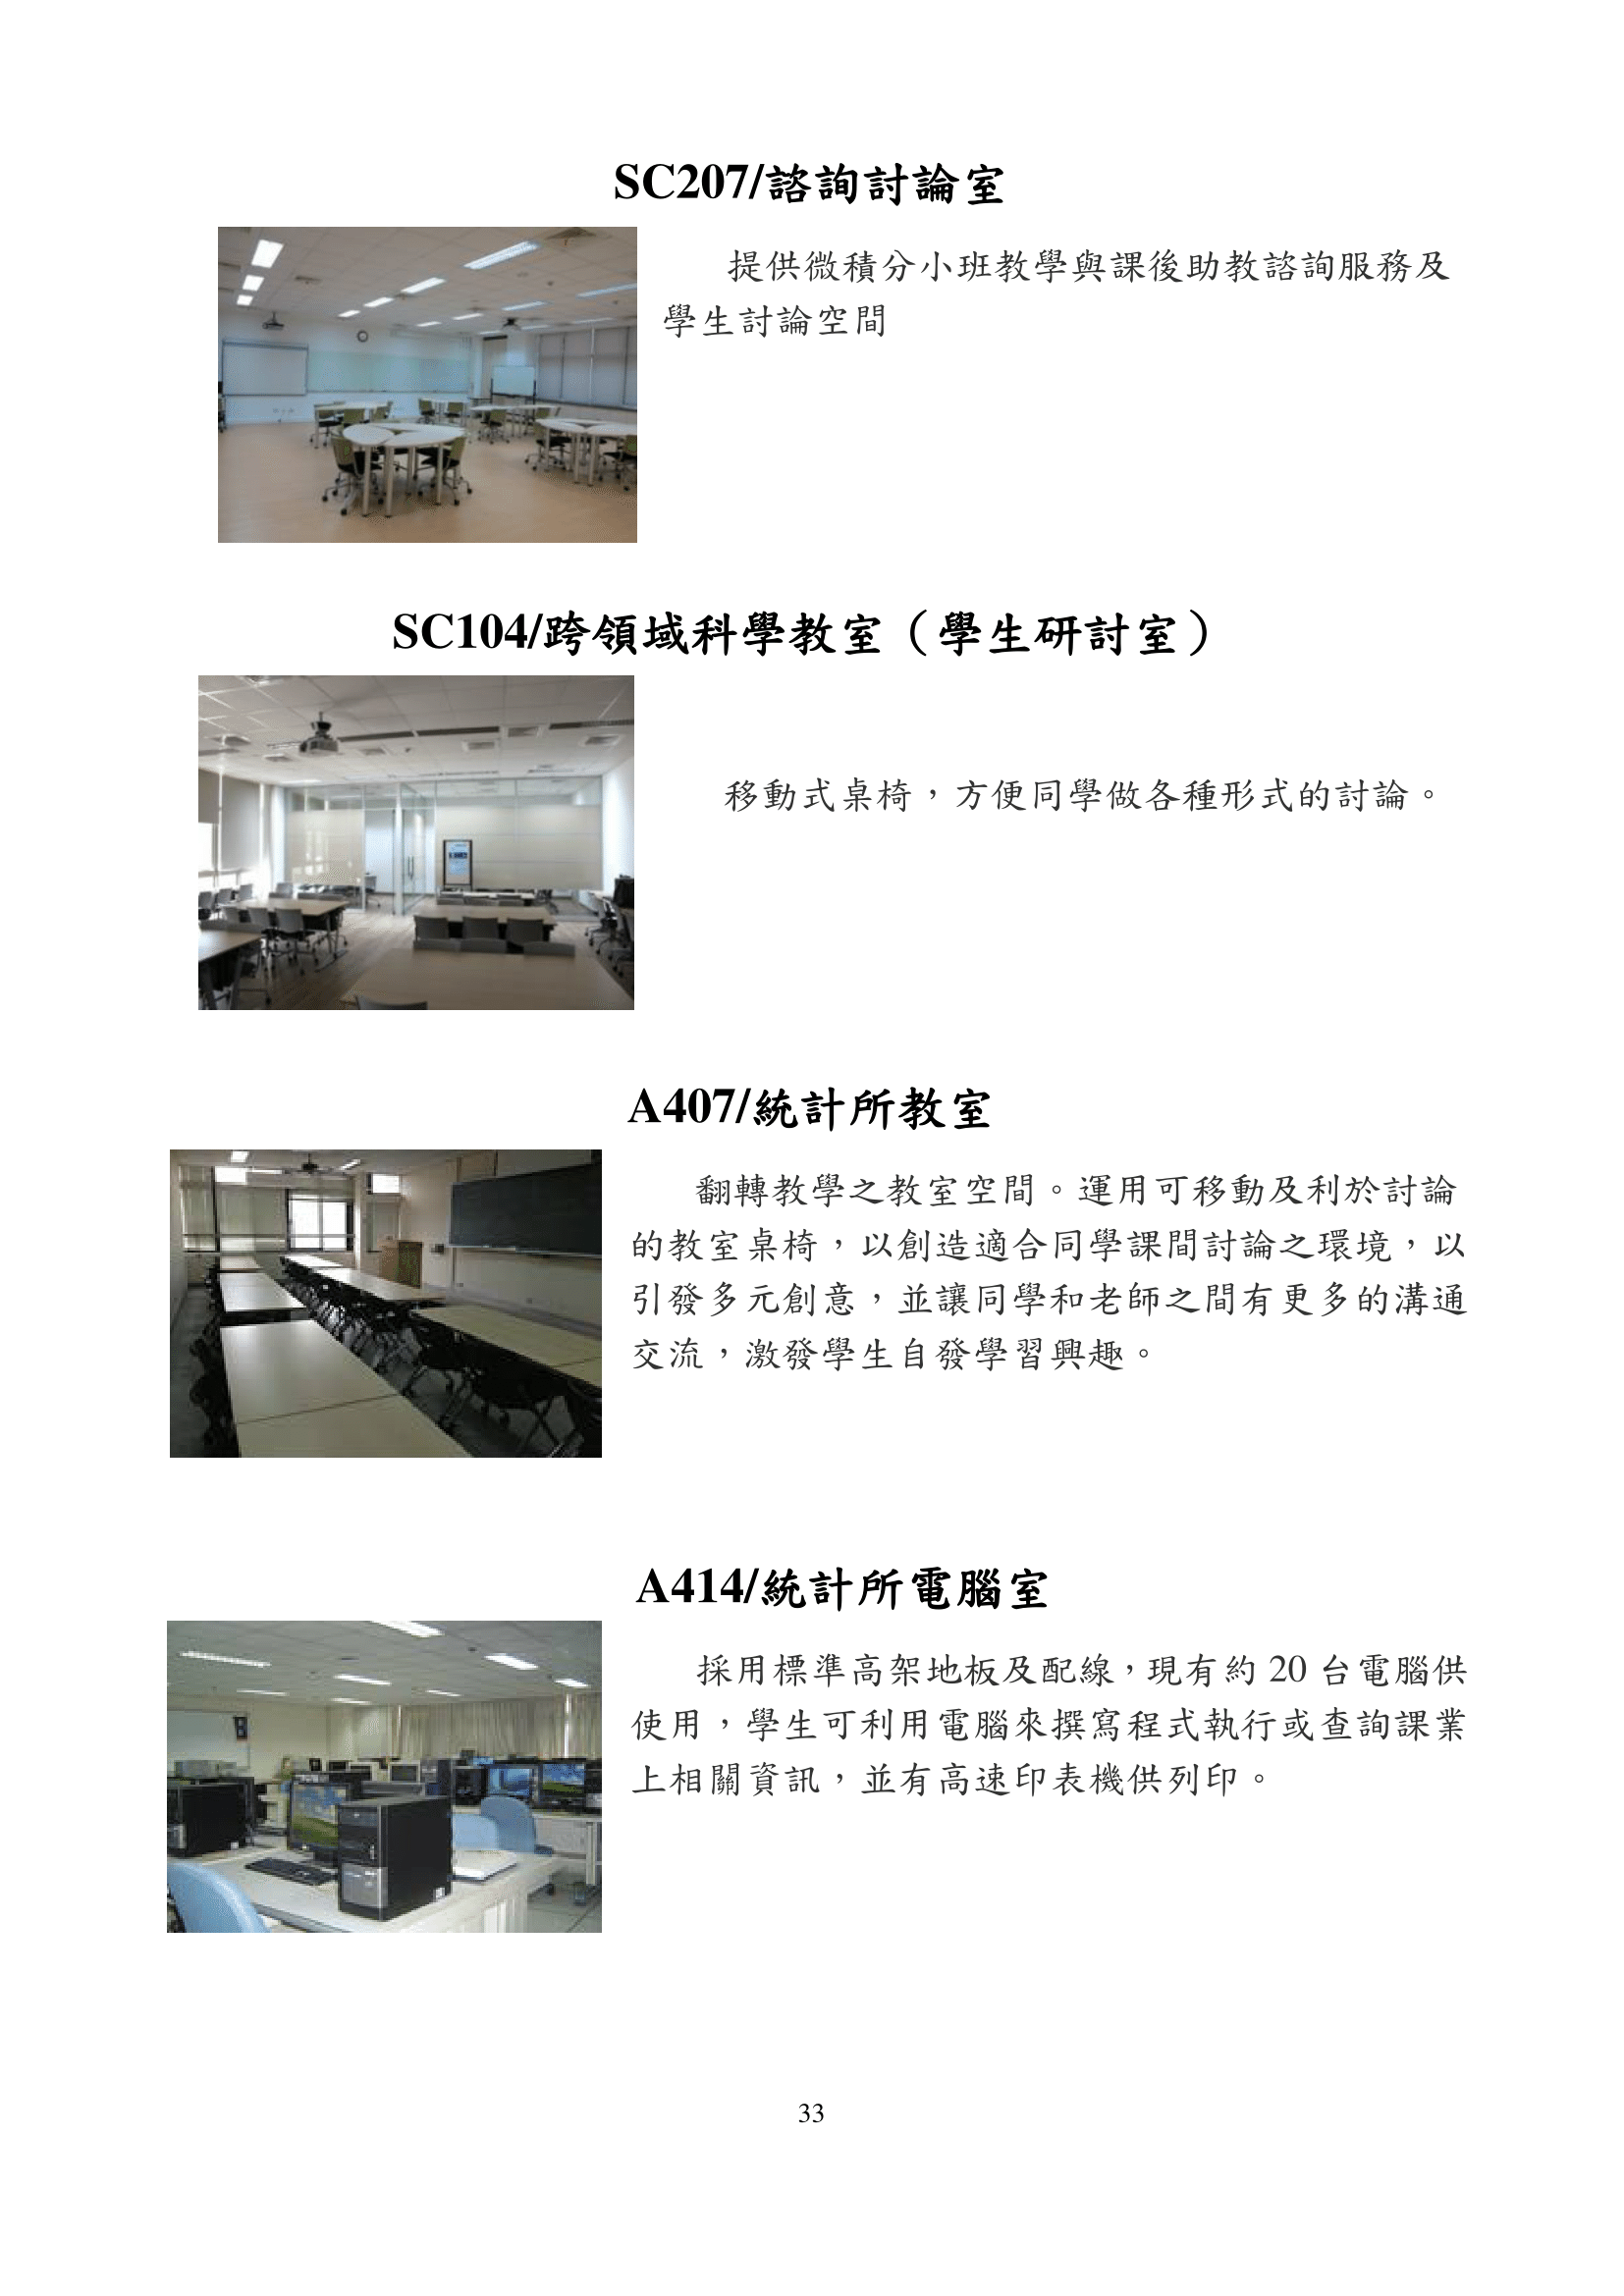 SC207/諮詢討論室
提供微積分小班教學與課後助教諮詢服務及
學生討論空間
SC104/跨領域科學教室（學生研討室）
移動式桌椅，方便同學做各種形式的討論。
A407/統計所教室
翻轉教學之教室空間。運用可移動及利於討論
的教室桌椅，以創造適合同學課間討論之環境，以
引發多元創意，並讓同學和老師之間有更多的溝通
交流，激發學生自發學習興趣。
A414/統計所電腦室
採用標準高架地板及配線，現有約 20 台電腦供
使用，學生可利用電腦來撰寫程式執行或查詢課業
上相關資訊，並有高速印表機供列印。
33